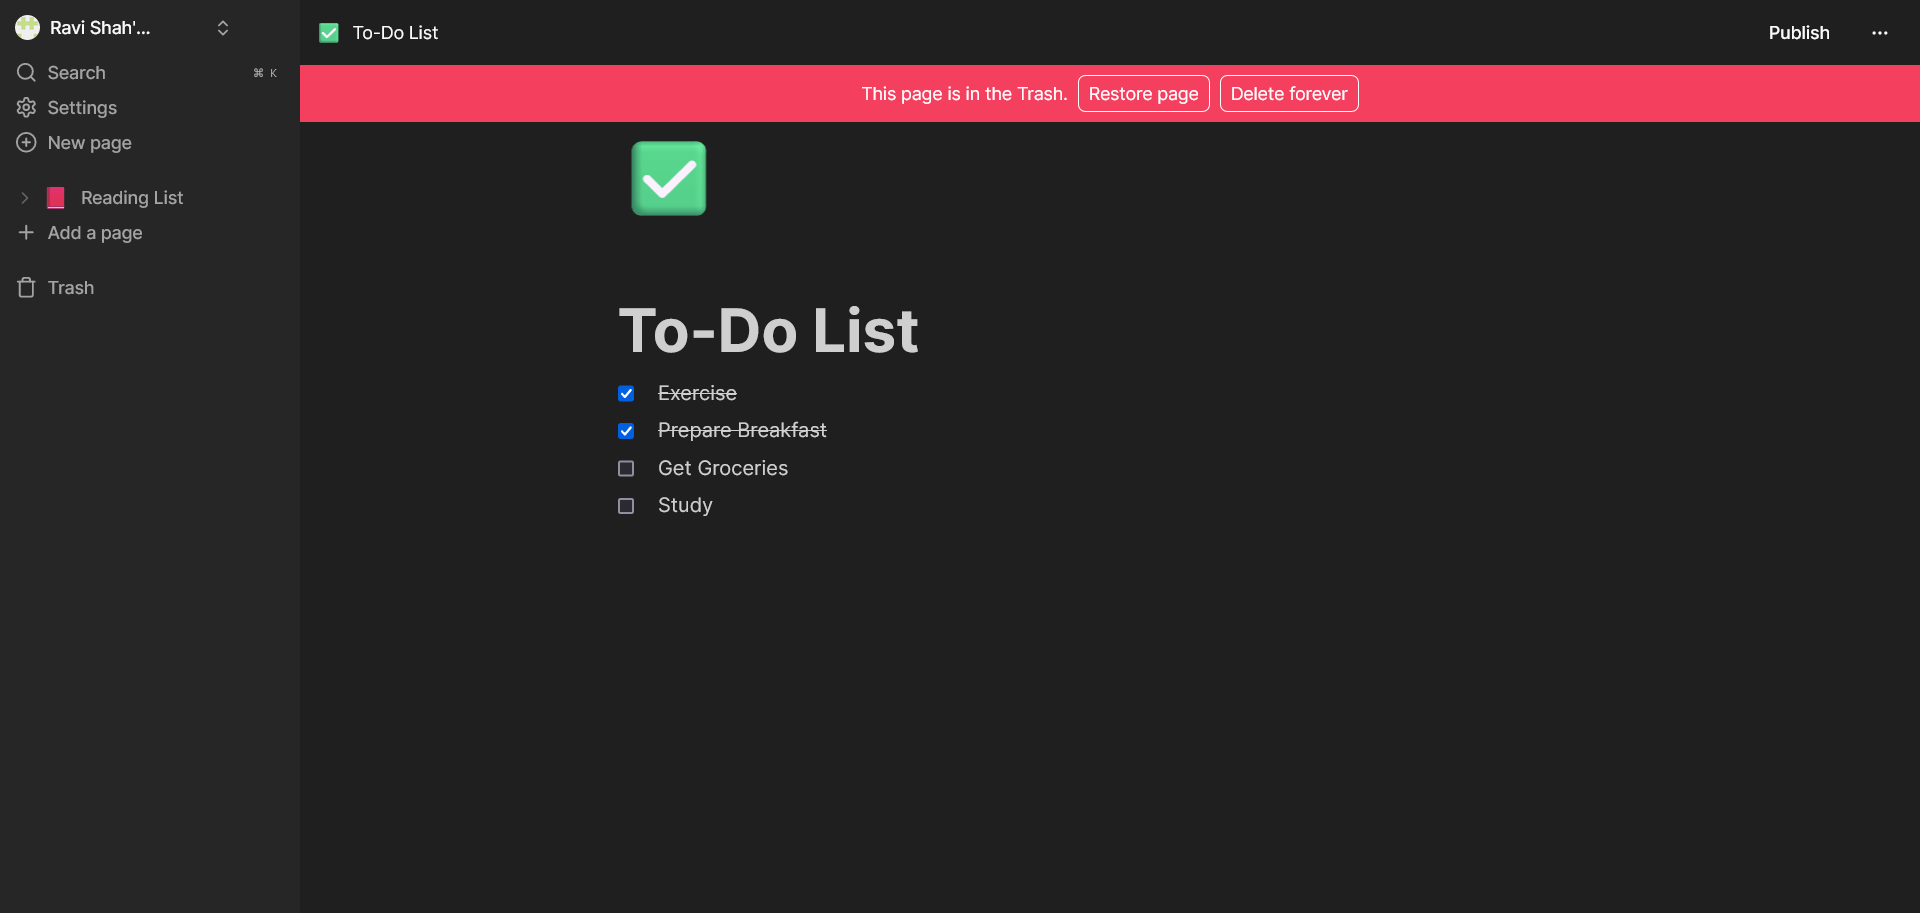 Ravi Shah'...
Search ⌘ K
Settings
New page
Reading List
Add a page
Trash
To-Do List
Publish
This page is in the Trash. Restore page Delete forever
To-Do List
Exercise
Prepare Breakfast
Get Groceries
Study